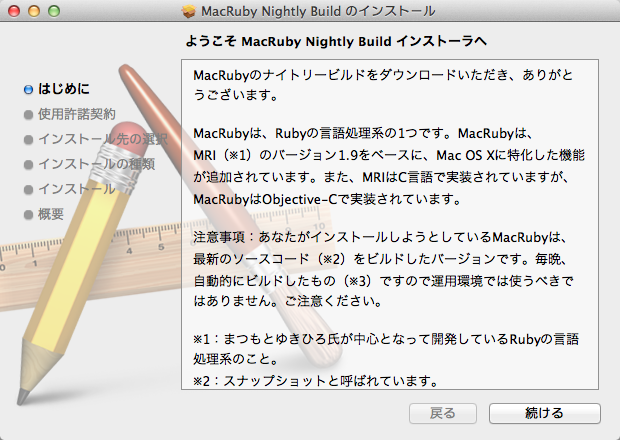 MacRuby Nightly Build のインストール
ようこそ MacRuby Nightly Build インストーラへ
はじめに
使用許諾契約
インストール先の選択
インストールの種類
インストール
概要
MacRubyのナイトリービルドをダウンロードいただき、ありがと
うございます。
MacRubyは、Rubyの言語処理系の1つです。MacRubyは、
MRI（※1）のバージョン1.9をベースに、Mac OS Xに特化した機能
が追加されています。また、MRIはC言語で実装されていますが、
MacRubyはObjective-Cで実装されています。
注意事項：あなたがインストールしようとしているMacRubyは、
最新のソースコード（※2）をビルドしたバージョンです。毎晩、
自動的にビルドしたもの（※3）ですので運用環境では使うべきで
はありません。ご注意ください。
※1：まつもとゆきひろ氏が中心となって開発しているRubyの言語
処理系のこと。
※2：スナップショットと呼ばれています。
戻る
続ける